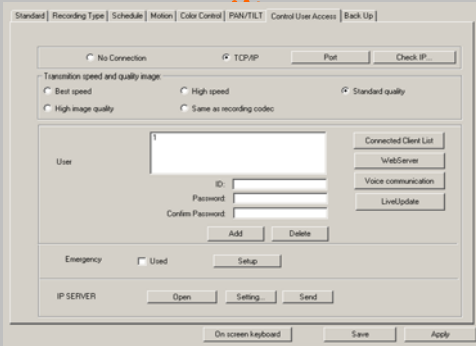 Standard Recording Type Schedule Motion Color Control PAN/TILT Control User Access Back Up
No Connection TCP/IP Port Check IP...
Transmition speed and quality image:
Best speed High speed Standard quality
High image quality Same as recording codec
1
Connected Client List
User WebServer
ID: Voice communication
Password: LiveUpdate
Confirm Password:
Add Delete
Emergency Used Setup
IP SERVER Open Setting... Send
On screen keyboard Save Apply